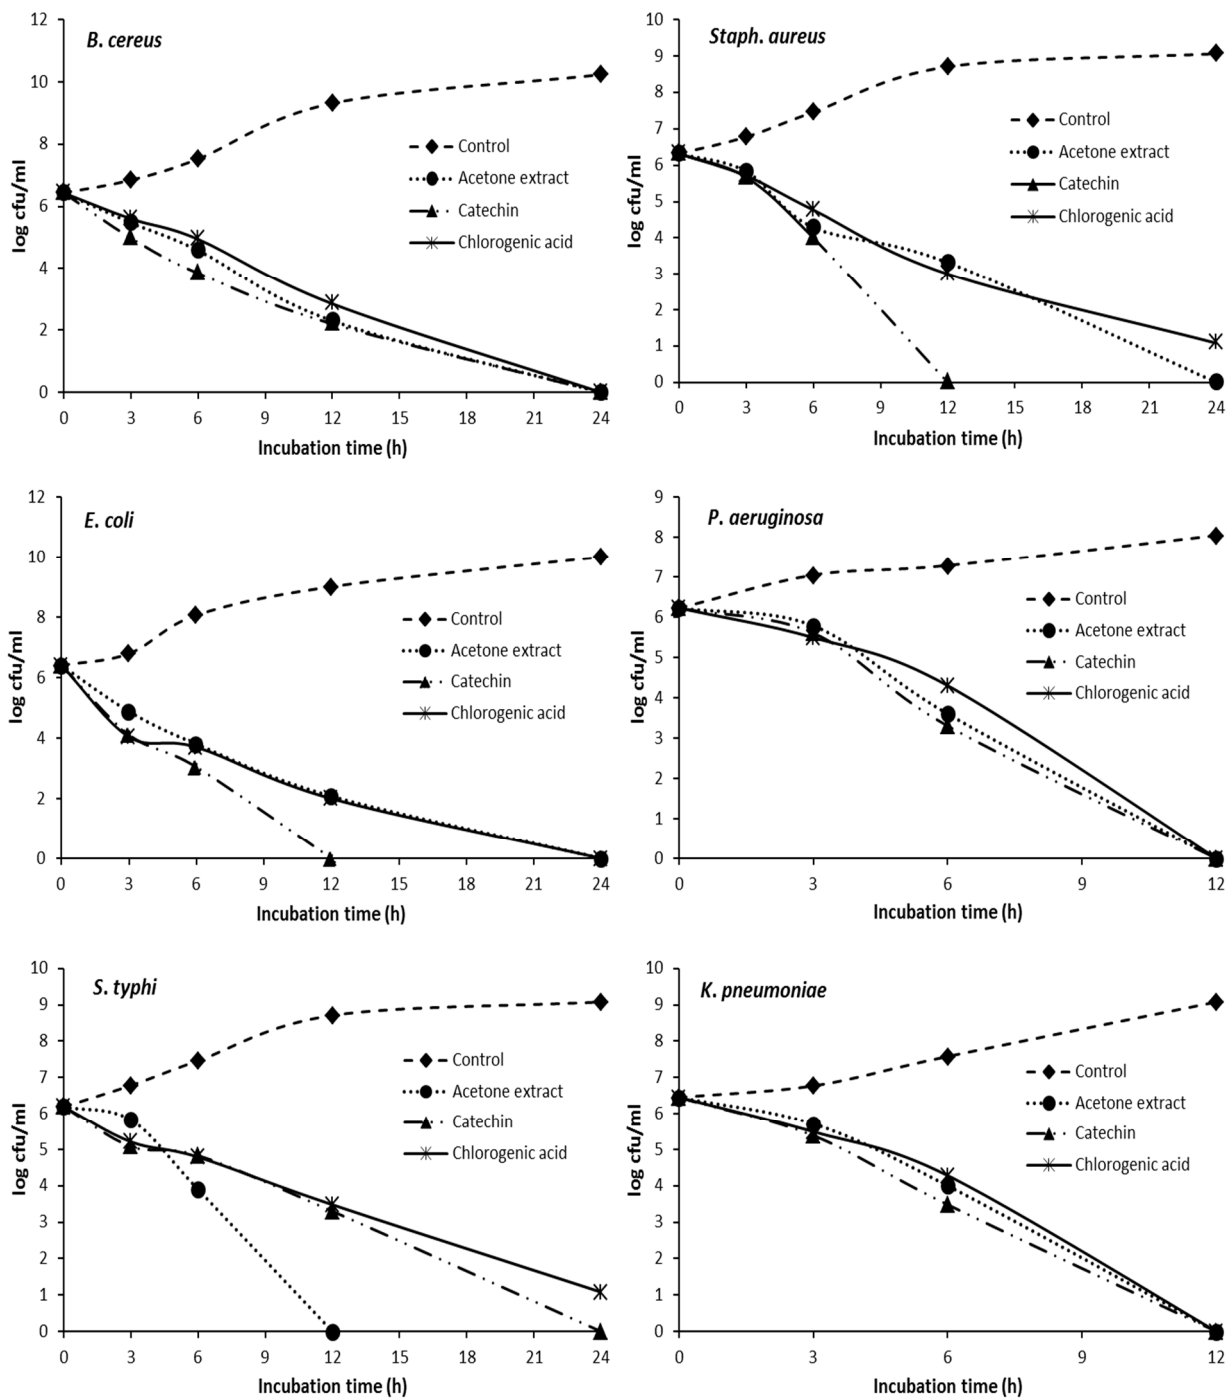 B. cereus
12
10
8
6
4
2
0
log cfu/ml
Control
Acetone extract
Catechin
Chlorogenic acid
0 3 6 9 12 15 18 21 24
Incubation time (h)
Staph. aureus
10
9
8
7
6
5
4
3
2
1
0
log cfu/ml
Control
Acetone extract
Catechin
Chlorogenic acid
0 3 6 9 12 15 18 21 24
Incubation time (h)
E. coli
12
10
8
6
4
2
0
log cfu/ml
Control
Acetone extract
Catechin
Chlorogenic acid
0 3 6 9 12 15 18 21 24
Incubation time (h)
P. aeruginosa
9
8
7
6
5
4
3
2
1
0
log cfu/ml
Control
Acetone extract
Catechin
Chlorogenic acid
0 3 6 9 12
Incubation time (h)
S. typhi
10
9
8
7
6
5
4
3
2
1
0
log cfu/ml
Control
Acetone extract
Catechin
Chlorogenic acid
0 3 6 9 12 15 18 21 24
Incubation time (h)
K. pneumoniae
10
9
8
7
6
5
4
3
2
1
0
log cfu/ml
Control
Acetone extract
Catechin
Chlorogenic acid
0 3 6 9 12
Incubation time (h)